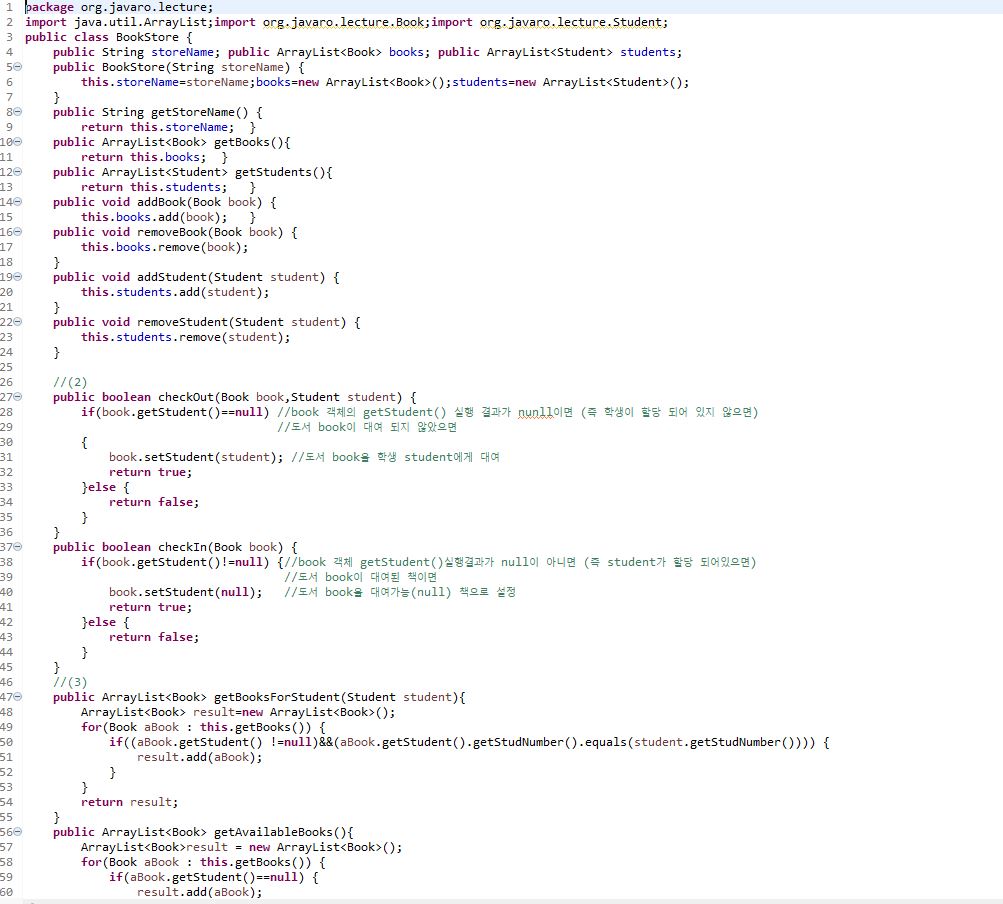 1 package org.javaro.lecture;
2 import java.util.ArrayList;import org.javaro.lecture.Book;import org.javaro.lecture.Student;
3 public class BookStore {
4 public String storeName; public ArrayList<Book> books; public ArrayList<Student> students;
5 public BookStore(String storeName) {
6 this.storeName=storeName;books=new ArrayList<Book>();students=new ArrayList<Student>();
7 }
8 public String getStoreName() {
9 return this.storeName; }
10 public ArrayList<Book> getBooks(){
11 return this.books; }
12 public ArrayList<Student> getStudents(){
13 return this.students; }
14 public void addBook(Book book) {
15 this.books.add(book); }
16 public void removeBook(Book book) {
17 this.books.remove(book);
18 }
19 public void addStudent(Student student) {
20 this.students.add(student);
21 }
22 public void removeStudent(Student student) {
23 this.students.remove(student);
24 }
25
26 //(2)
27 public boolean checkOut(Book book,Student student) {
28 if(book.getStudent()==null) //book 객체의 getStudent() 실행 결과가 nunll이면 (즉 학생이 할당 되어 있지 않으면)
29 //도서 book이 대여 되지 않았으면
30 {
31 book.setStudent(student); //도서 book을 학생 student에게 대여
32 return true;
33 }else {
34 return false;
35 }
36 }
37 public boolean checkIn(Book book) {
38 if(book.getStudent()!=null) {//book 객체 getStudent()실행결과가 null이 아니면 (즉 student가 할당 되어있으면)
39 //도서 book이 대여된 책이면
40 book.setStudent(null); //도서 book을 대여가능(null) 책으로 설정
41 return true;
42 }else {
43 return false;
44 }
45 }
46 //(3)
47 public ArrayList<Book> getBooksForStudent(Student student){
48 ArrayList<Book> result=new ArrayList<Book>();
49 for(Book aBook : this.getBooks()) {
50 if((aBook.getStudent() !=null)&&(aBook.getStudent().getStudNumber().equals(student.getStudNumber()))) {
51 result.add(aBook);
52 }
53 }
54 return result;
55 }
56 public ArrayList<Book> getAvailableBooks(){
57 ArrayList<Book>result = new ArrayList<Book>();
58 for(Book aBook : this.getBooks()) {
59 if(aBook.getStudent()==null) {
60 result.add(aBook);